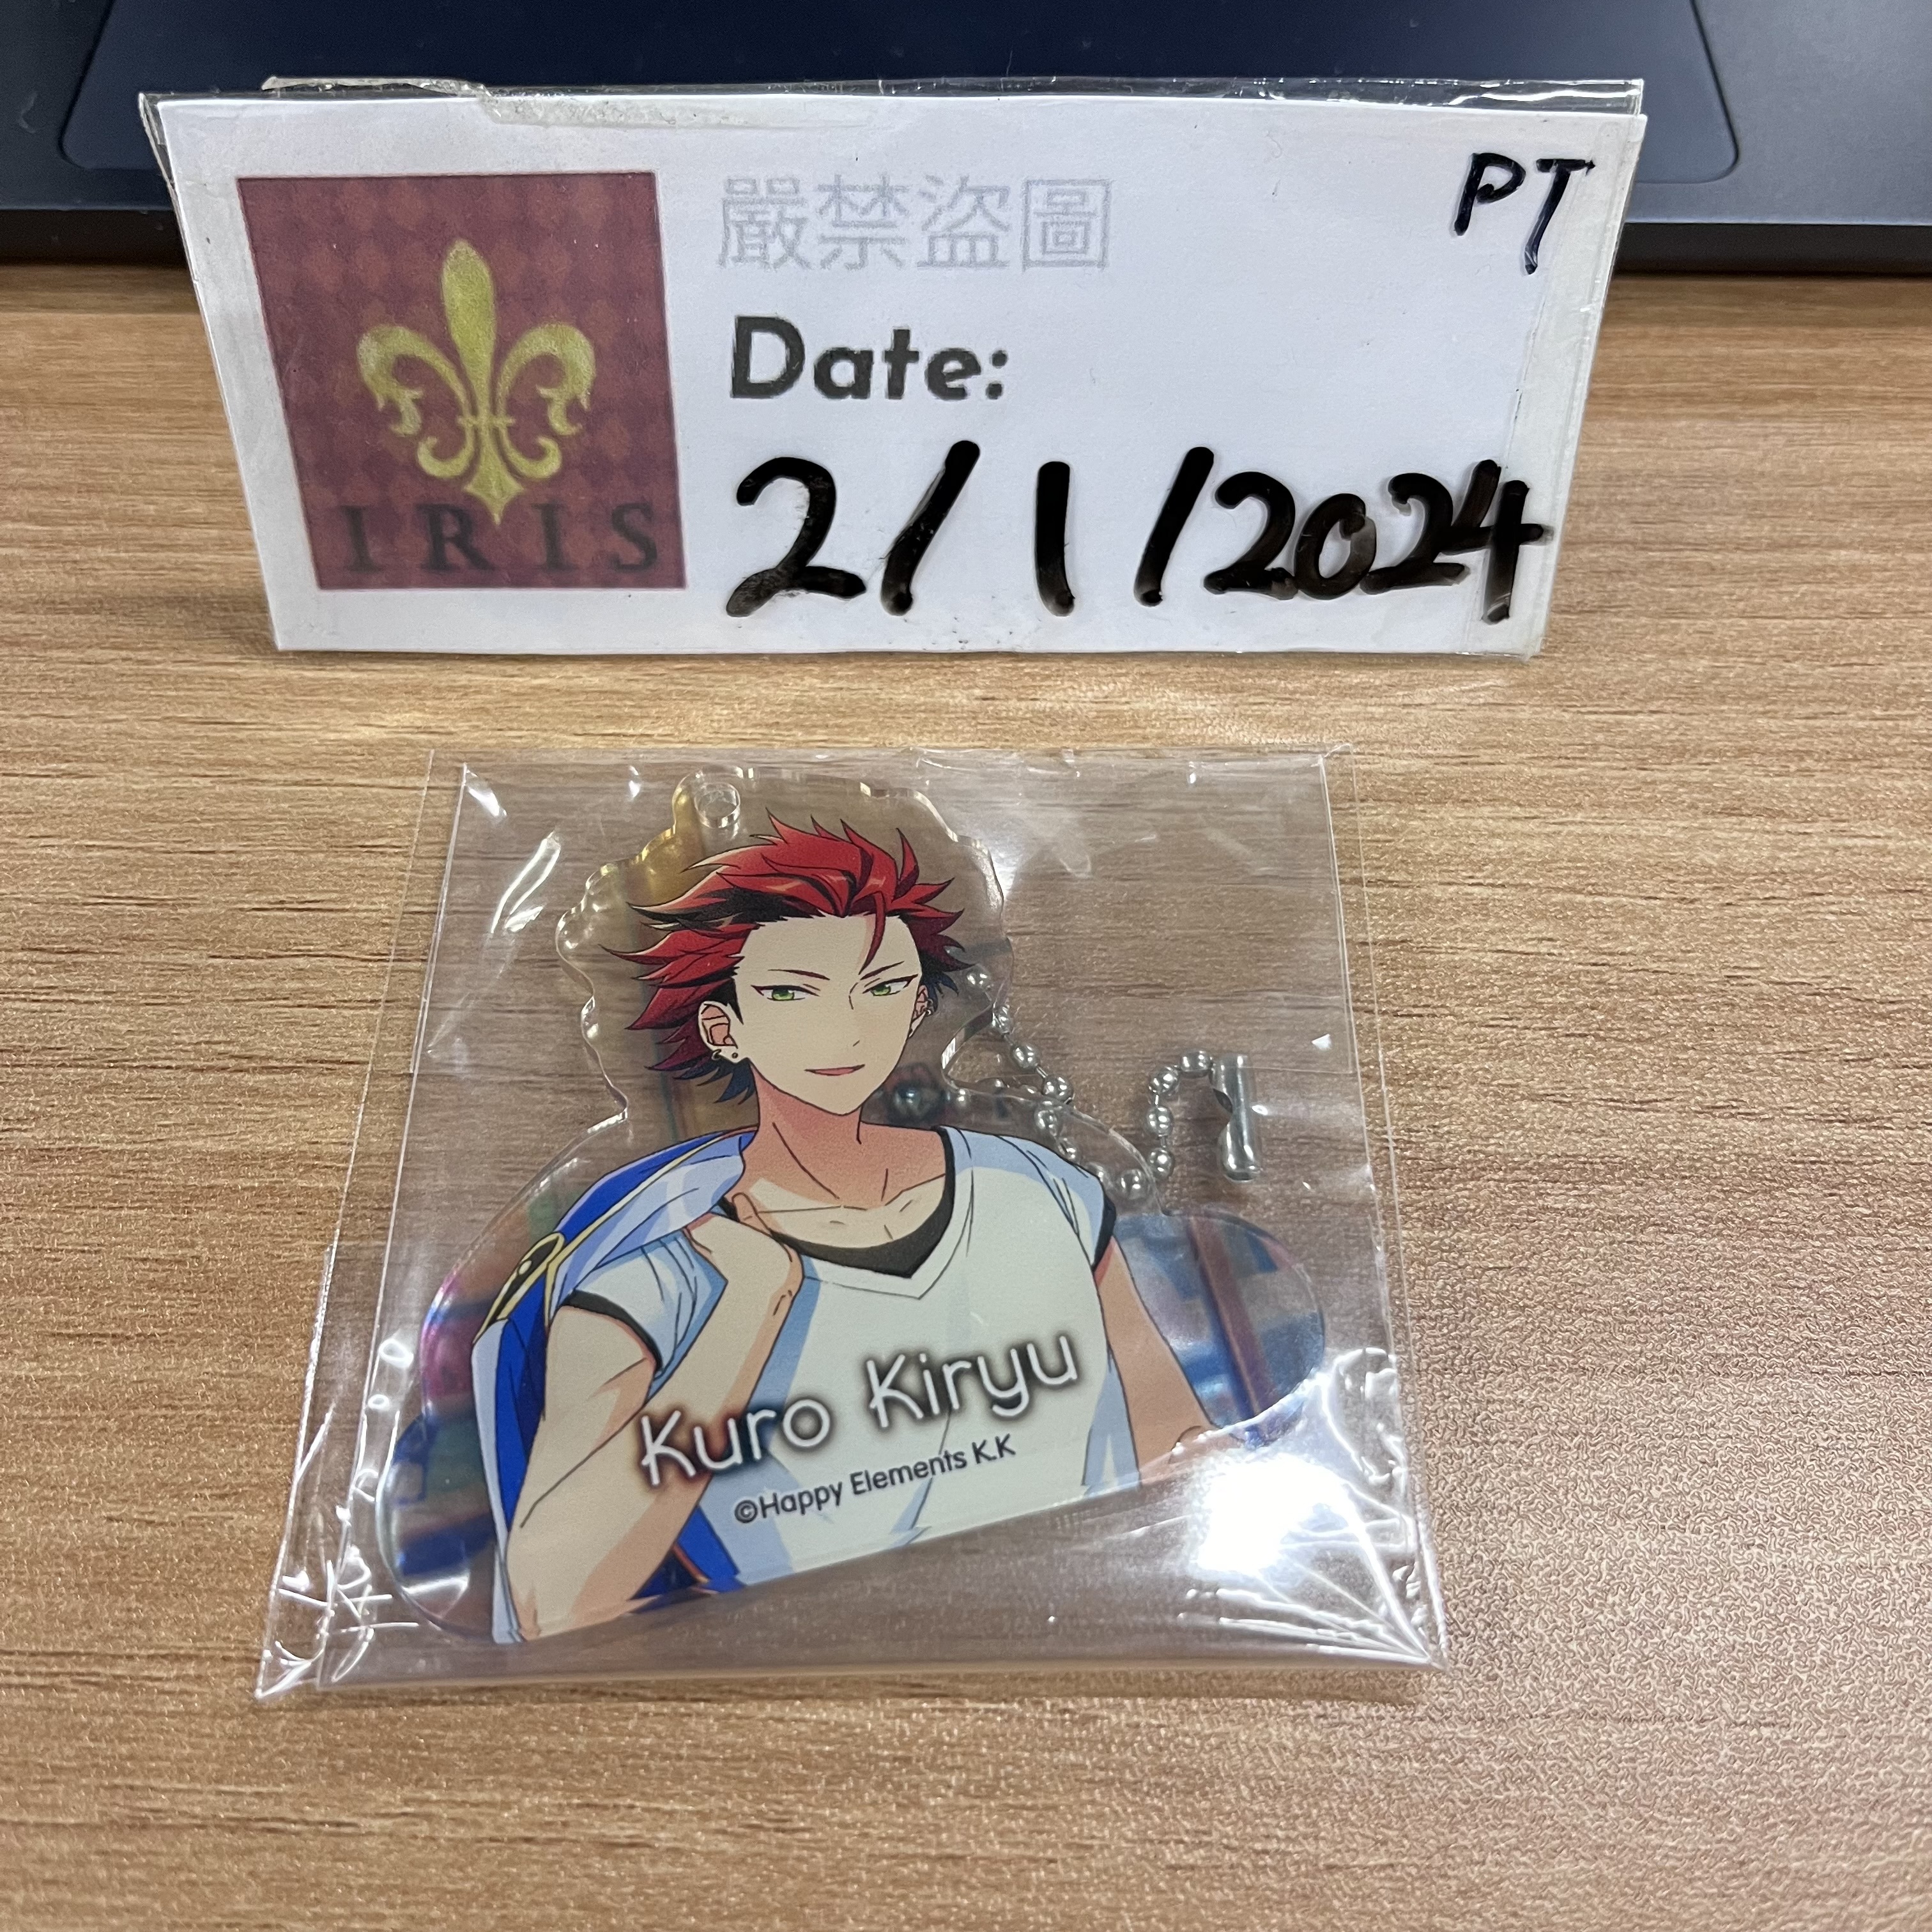 嚴禁盜圖
PT
Date:
2/1/2024
IRIS
Kuro Kiryu
©Happy Elements K.K